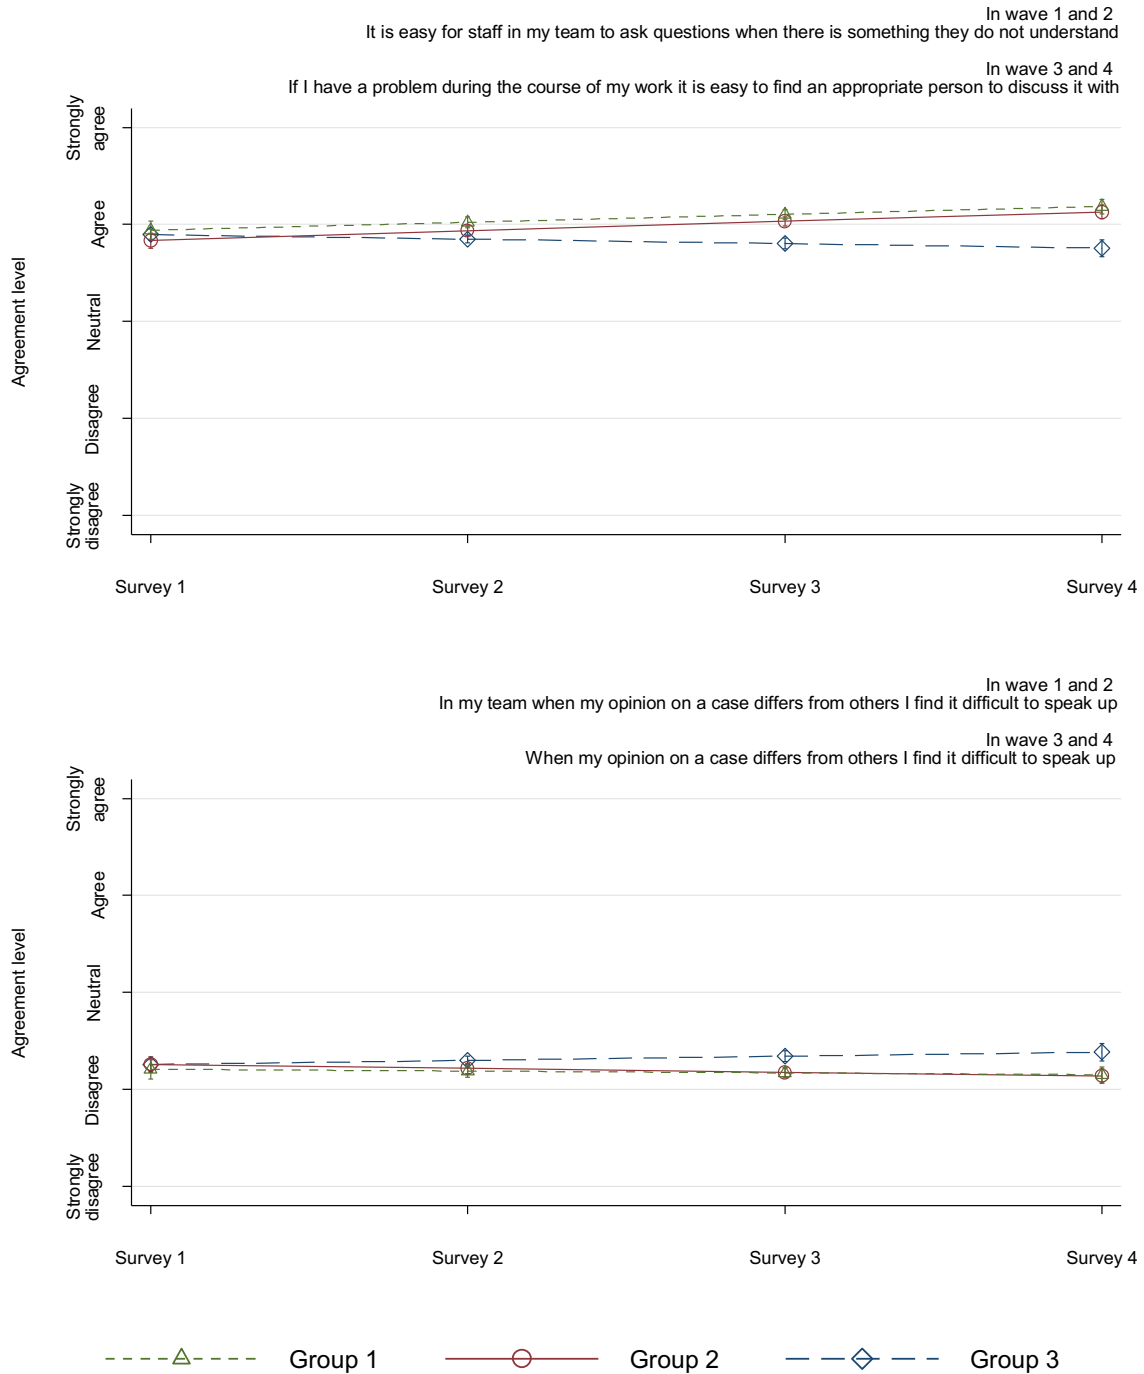 In wave 1 and 2
It is easy for staff in my team to ask questions when there is something they do not understand
In wave 3 and 4
If I have a problem during the course of my work it is easy to find an appropriate person to discuss it with
Agreement level
Strongly
agree
Agree
Neutral
Disagree
Strongly
disagree
Survey 1
Survey 2
Survey 3
Survey 4
In wave 1 and 2
In my team when my opinion on a case differs from others I find it difficult to speak up
In wave 3 and 4
When my opinion on a case differs from others I find it difficult to speak up
Agreement level
Strongly
agree
Agree
Neutral
Disagree
Strongly
disagree
Survey 1
Survey 2
Survey 3
Survey 4
Group 1
Group 2
Group 3